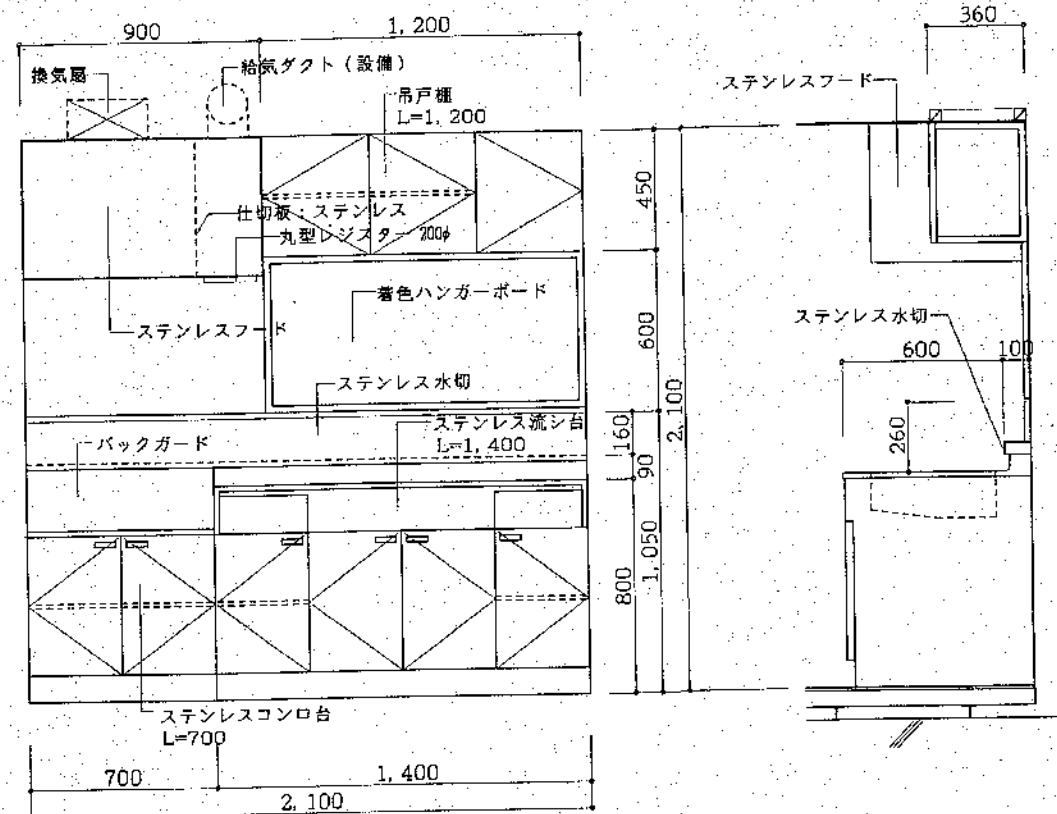 900
1,200
換気扇
給気ダクト(設備)
吊戸棚
L=1,200
仕切板:ステンレス
丸型レジスター 200φ
着色ハンガーボード
ステンレスフード
ステンレス水切
バックガード
ステンレス流シ台
L=1,400
ステンレスコンロ台
L=700
700
1,400
2,100
450
600
160
90
800
1,050
2,100
360
ステンレスフード
ステンレス水切
600
100
260